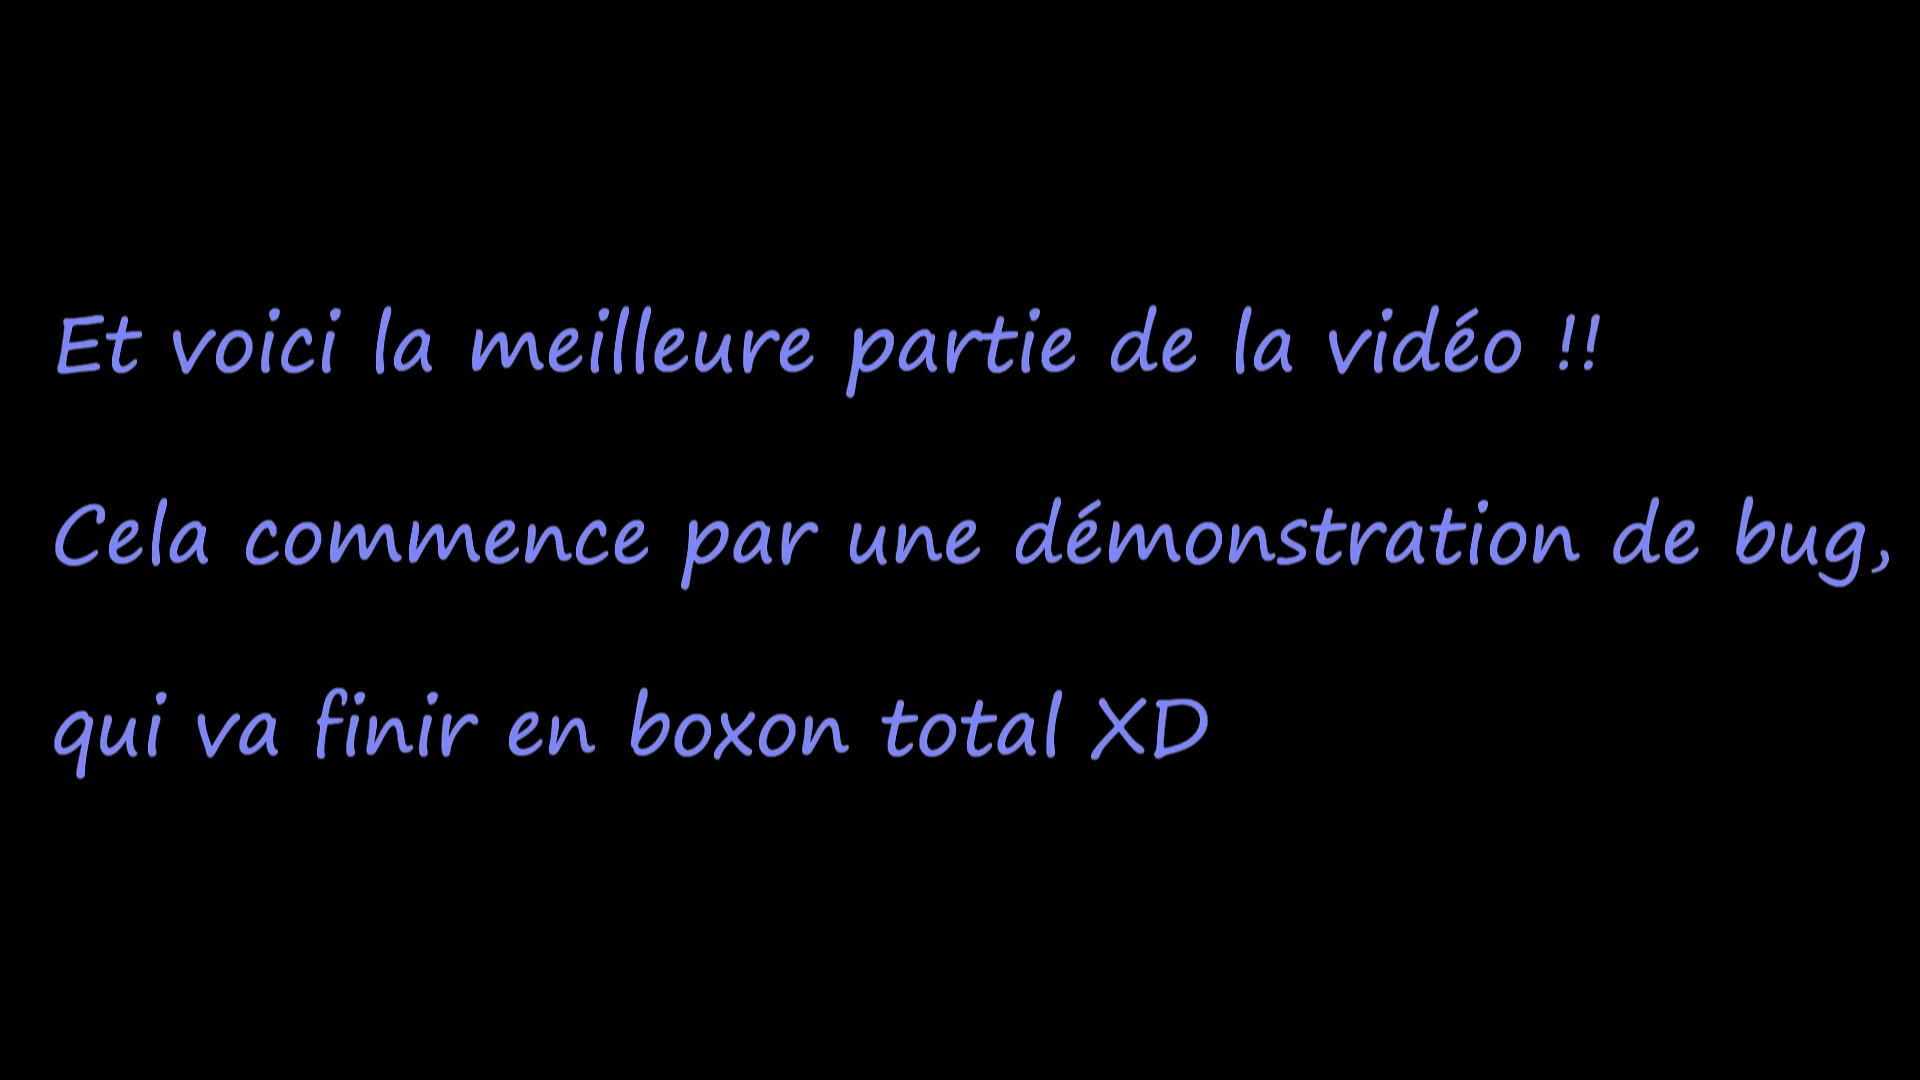 Et voici la meilleure partie de la vidéo !!
Cela commence par une démonstration de bug,
qui va finir en boxon total XD